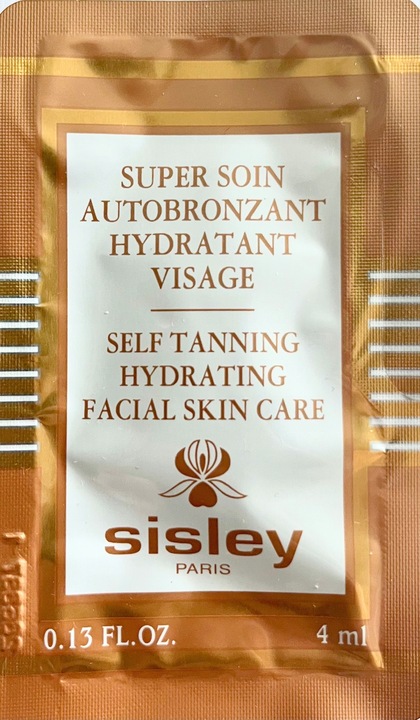 SUPER SOIN
AUTOBRONZANT
HYDRATANT
VISAGE
SELF TANNING
HYDRATING
FACIAL SKIN CARE
sisley
PARIS
0.13 FL.OZ. 4 ml